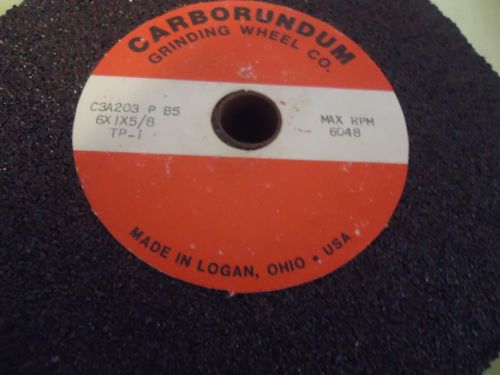 CARBORUNDUM
GRINDING WHEEL CO.
C3A203 P B5
6X1X5/8
TP-1
MAX RPM
6048
MADE IN LOGAN, OHIO • USA